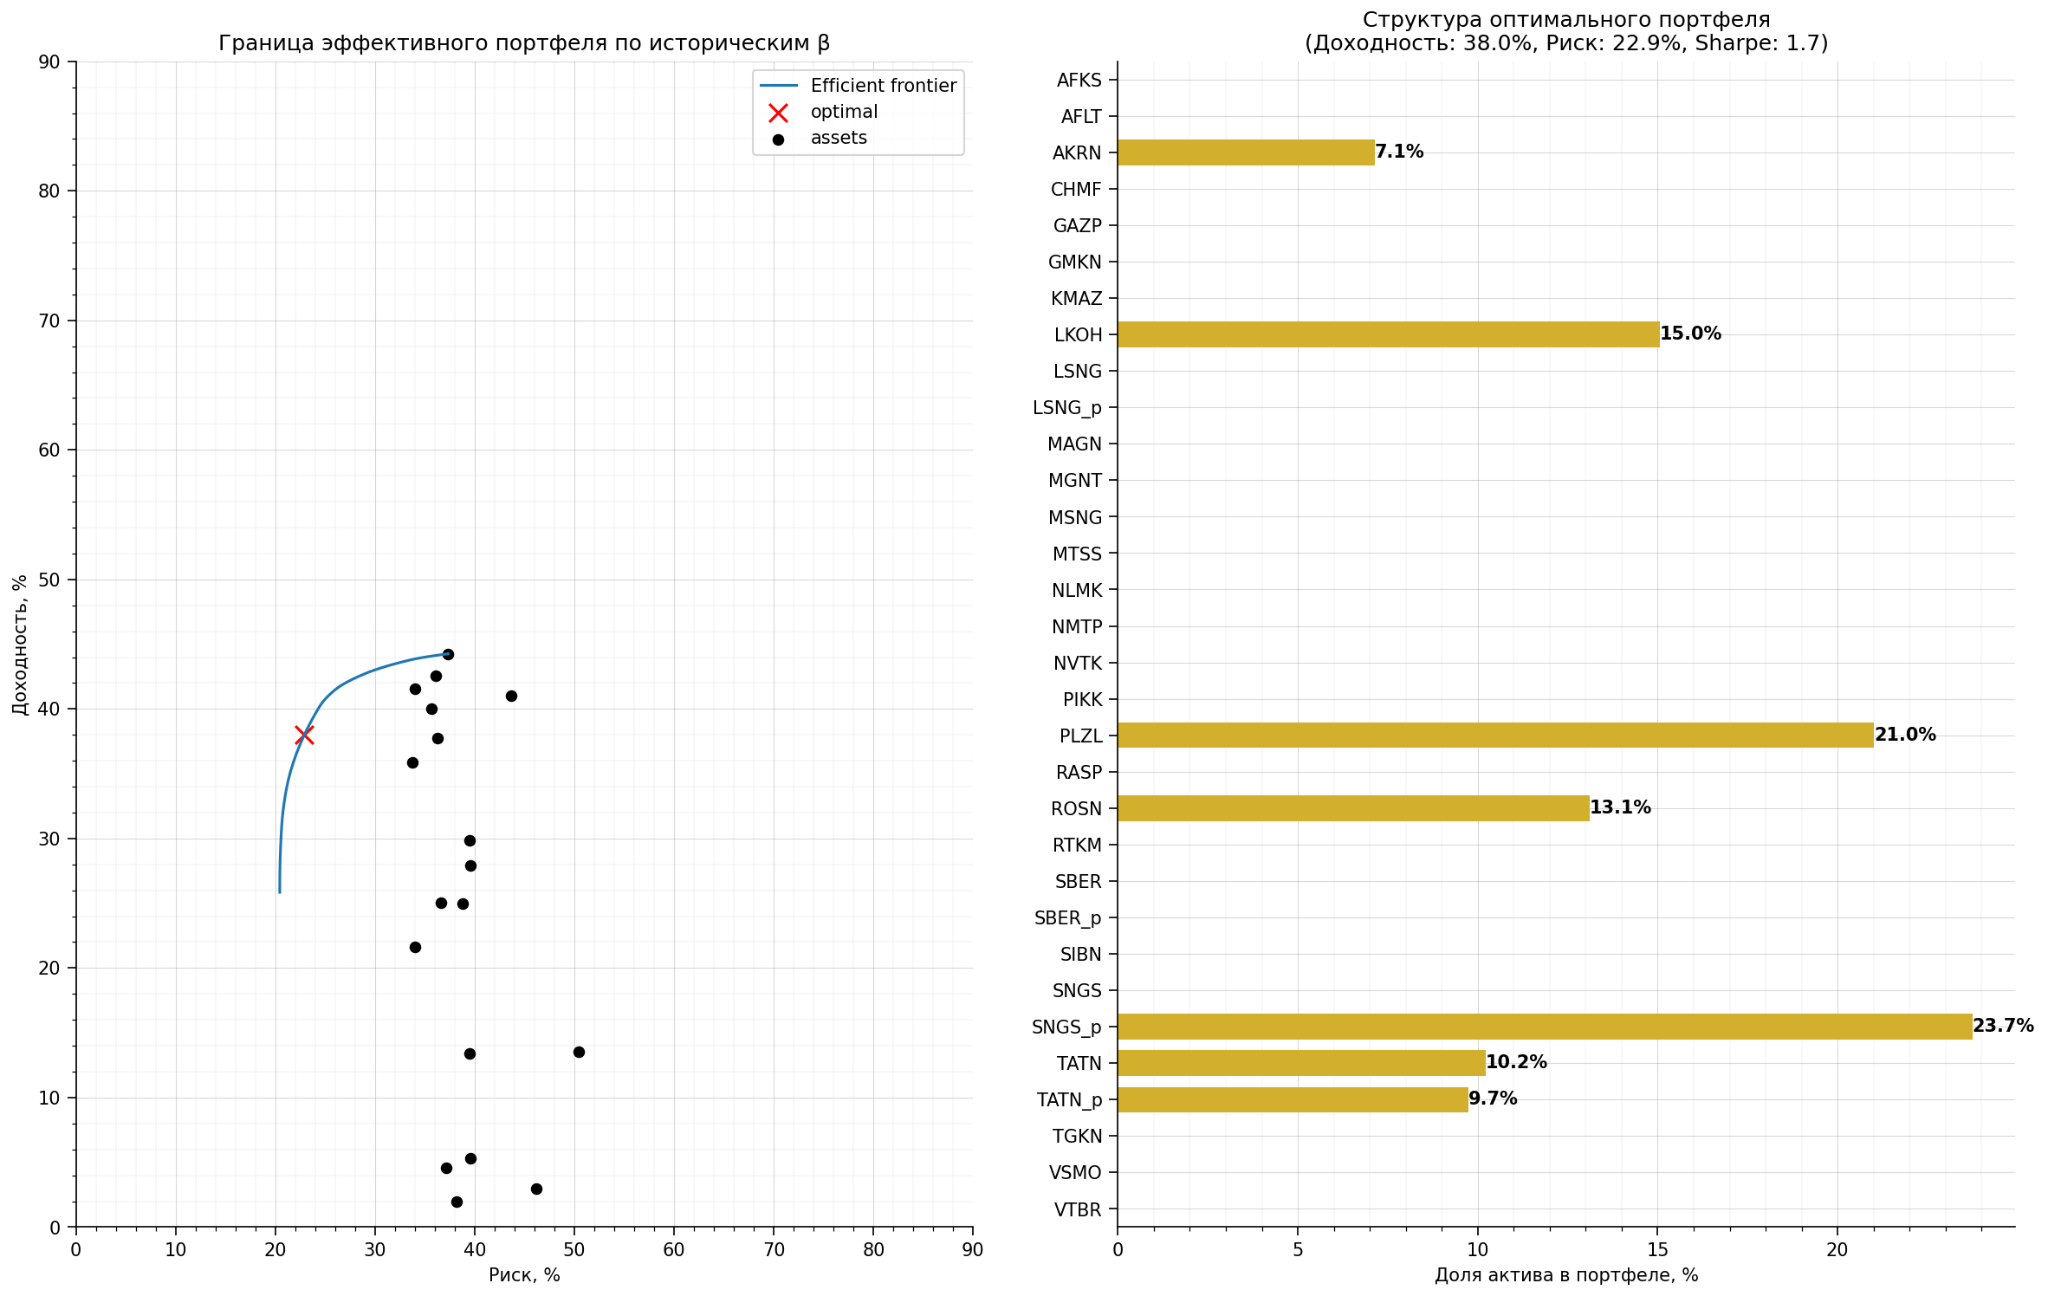 Граница эффективного портфеля по историческим β
Efficient frontier
optimal
assets
90
80
70
60
50
40
30
20
10
0
Доходность, %
0 10 20 30 40 50 60 70 80 90
Риск, %
Структура оптимального портфеля
(Доходность: 38.0%, Риск: 22.9%, Sharpe: 1.7)
AFKS
AFLT
AKRN 7.1%
CHMF
GAZP
GMKN
KMAZ
LKOH 15.0%
LSNG
LSNG_p
MAGN
MGNT
MSNG
MTSS
NLMK
NMTP
NVTK
PIKK
PLZL 21.0%
RASP
ROSN 13.1%
RTKM
SBER
SBER_p
SIBN
SNGS
SNGS_p 23.7%
TATN 10.2%
TATN_p 9.7%
TGKN
VSMO
VTBR
0 5 10 15 20
Доля актива в портфеле, %